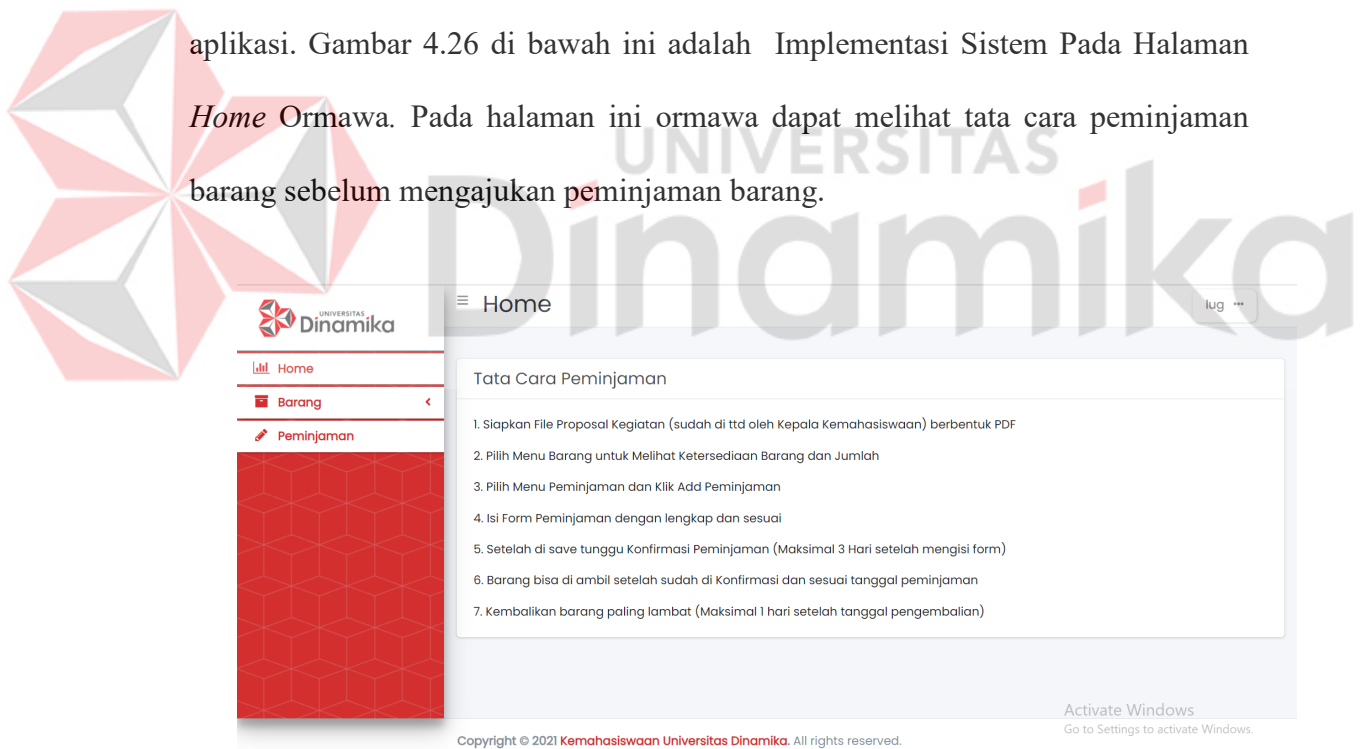 aplikasi. Gambar 4.26 di bawah ini adalah Implementasi Sistem Pada Halaman
Home Ormawa. Pada halaman ini ormawa dapat melihat tata cara peminjaman
barang sebelum mengajukan peminjaman barang.
UNIVERSITAS
Dinamika
UNIVERSITAS
Dinamika
Home
lug ...
Home
Barang
Peminjaman
Tata Cara Peminjaman
1. Siapkan File Proposal Kegiatan (sudah di ttd oleh Kepala Kemahasiswaan) berbentuk PDF
2. Pilih Menu Barang untuk Melihat Ketersediaan Barang dan Jumlah
3. Pilih Menu Peminjaman dan Klik Add Peminjaman
4. Isi Form Peminjaman dengan lengkap dan sesuai
5. Setelah di save tunggu Konfirmasi Peminjaman (Maksimal 3 Hari setelah mengisi form)
6. Barang bisa di ambil setelah sudah di Konfirmasi dan sesuai tanggal peminjaman
7. Kembalikan barang paling lambat (Maksimal 1 hari setelah tanggal pengembalian)
Activate Windows
Go to Settings to activate Windows.
Copyright © 2021 Kemahasiswaan Universitas Dinamika. All rights reserved.